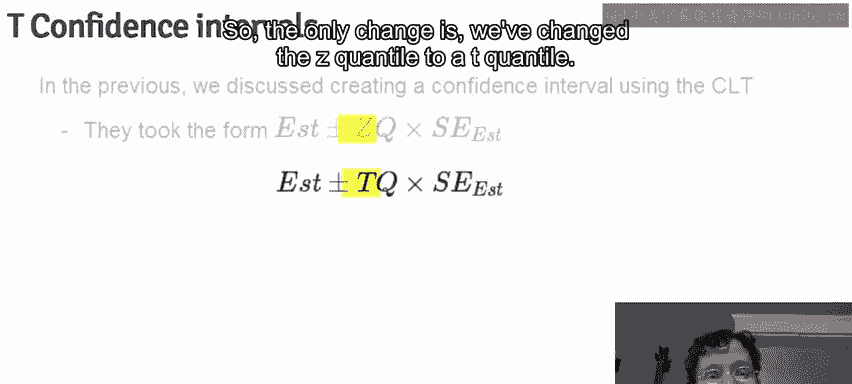 T Confidence intervals
So, the only change is, we've changed
the z quantile to a t quantile.
In the previous, we discussed creating a confidence interval using the CLT
- They took the form Est ± ZQ × SE_Est
Est ± TQ × SE_Est